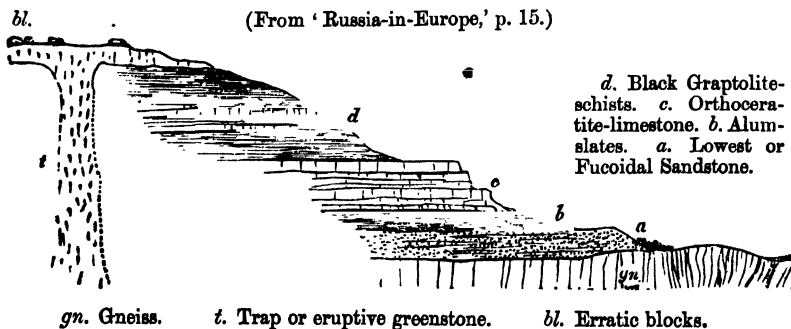 (From ‘ Russia-in-Europe,’ p. 15.)
bl.
d. Black Graptolite-
schists. c. Orthocera-
tite-limestone. b. Alum-
slates. a. Lowest or
Fucoidal Sandstone.
d
t
c
b
a
gn.
gn. Gneiss. t. Trap or eruptive greenstone. bl. Erratic blocks.